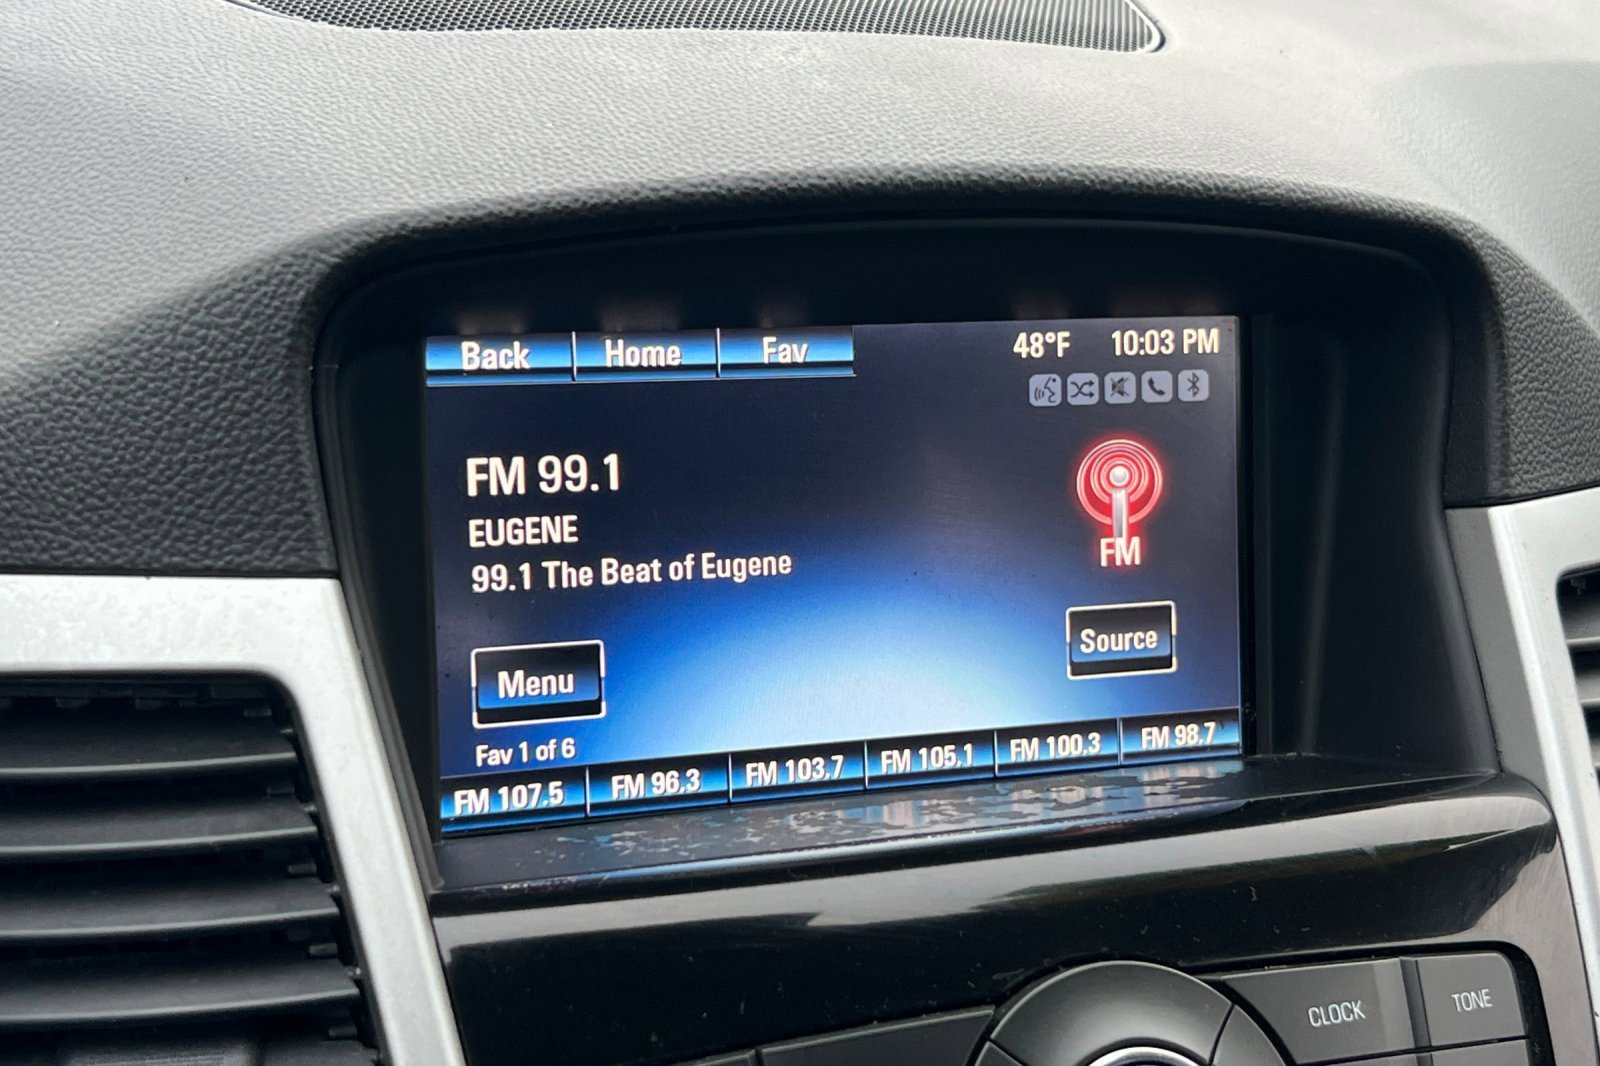 Back Home Fav 48°F 10:03 PM
FM 99.1
EUGENE
99.1 The Beat of Eugene
FM
Menu
Source
Fav 1 of 6
FM 107.5 FM 96.3 FM 103.7 FM 105.1 FM 100.3 FM 98.7
CLOCK TONE